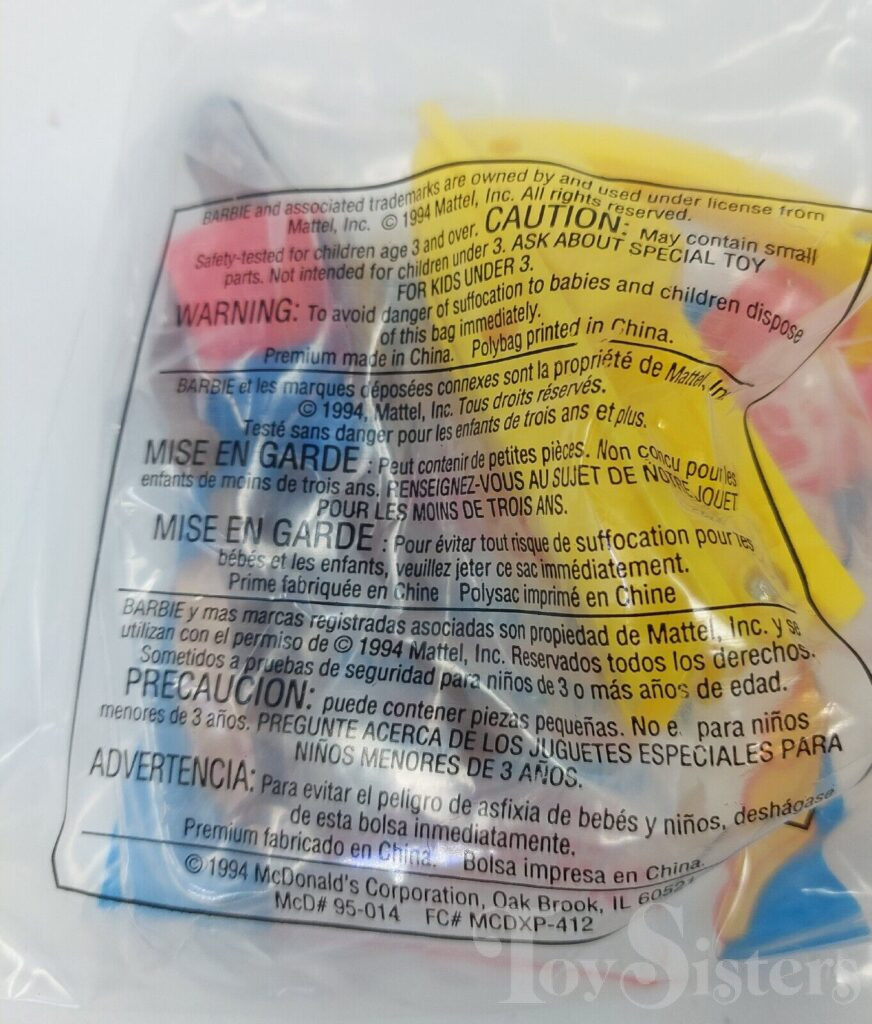 BARBIE and associated trademarks are owned by and used under license from
Mattel, Inc. © 1994 Mattel, Inc. All rights reserved.
Safety-tested for children age 3 and over. CAUTION: May contain small
parts. Not intended for children under 3. ASK ABOUT SPECIAL TOY
FOR KIDS UNDER 3.
WARNING: To avoid danger of suffocation to babies and children dispose
of this bag immediately.
Premium made in China. Polybag printed in China.
BARBIE et les marques déposées connexes sont la propriété de Mattel, In
© 1994, Mattel, Inc. Tous droits réservés.
Testé sans danger pour les enfants de trois ans et plus.
MISE EN GARDE : Peut contenir de petites pièces. Non conçu pour les
enfants de moins de trois ans. RENSEIGNEZ-VOUS AU SUJET DE NOTRE JOUET
POUR LES MOINS DE TROIS ANS.
MISE EN GARDE : Pour éviter tout risque de suffocation pour les
bébés et les enfants, veuillez jeter ce sac immédiatement.
Prime fabriquée en Chine Polysac imprimé en Chine
BARBIE y mas marcas registradas asociadas son propiedad de Mattel, Inc. y se
utilizan con el permiso de © 1994 Mattel, Inc. Reservados todos los derechos.
Sometidos a pruebas de seguridad para niños de 3 o más años de edad.
PRECAUCION: puede contener piezas pequeñas. No e para niños
menores de 3 años. PREGUNTE ACERCA DE LOS JUGUETES ESPECIALES PARA
NIÑOS MENORES DE 3 AÑOS.
ADVERTENCIA: Para evitar el peligro de asfixia de bebés y niños, deshágase
de esta bolsa inmediatamente.
Premium fabricado en China. Bolsa impresa en China.
© 1994 McDonald's Corporation, Oak Brook, IL 60521
McD# 95-014 FC# MCDXP-412
Toy Sisters